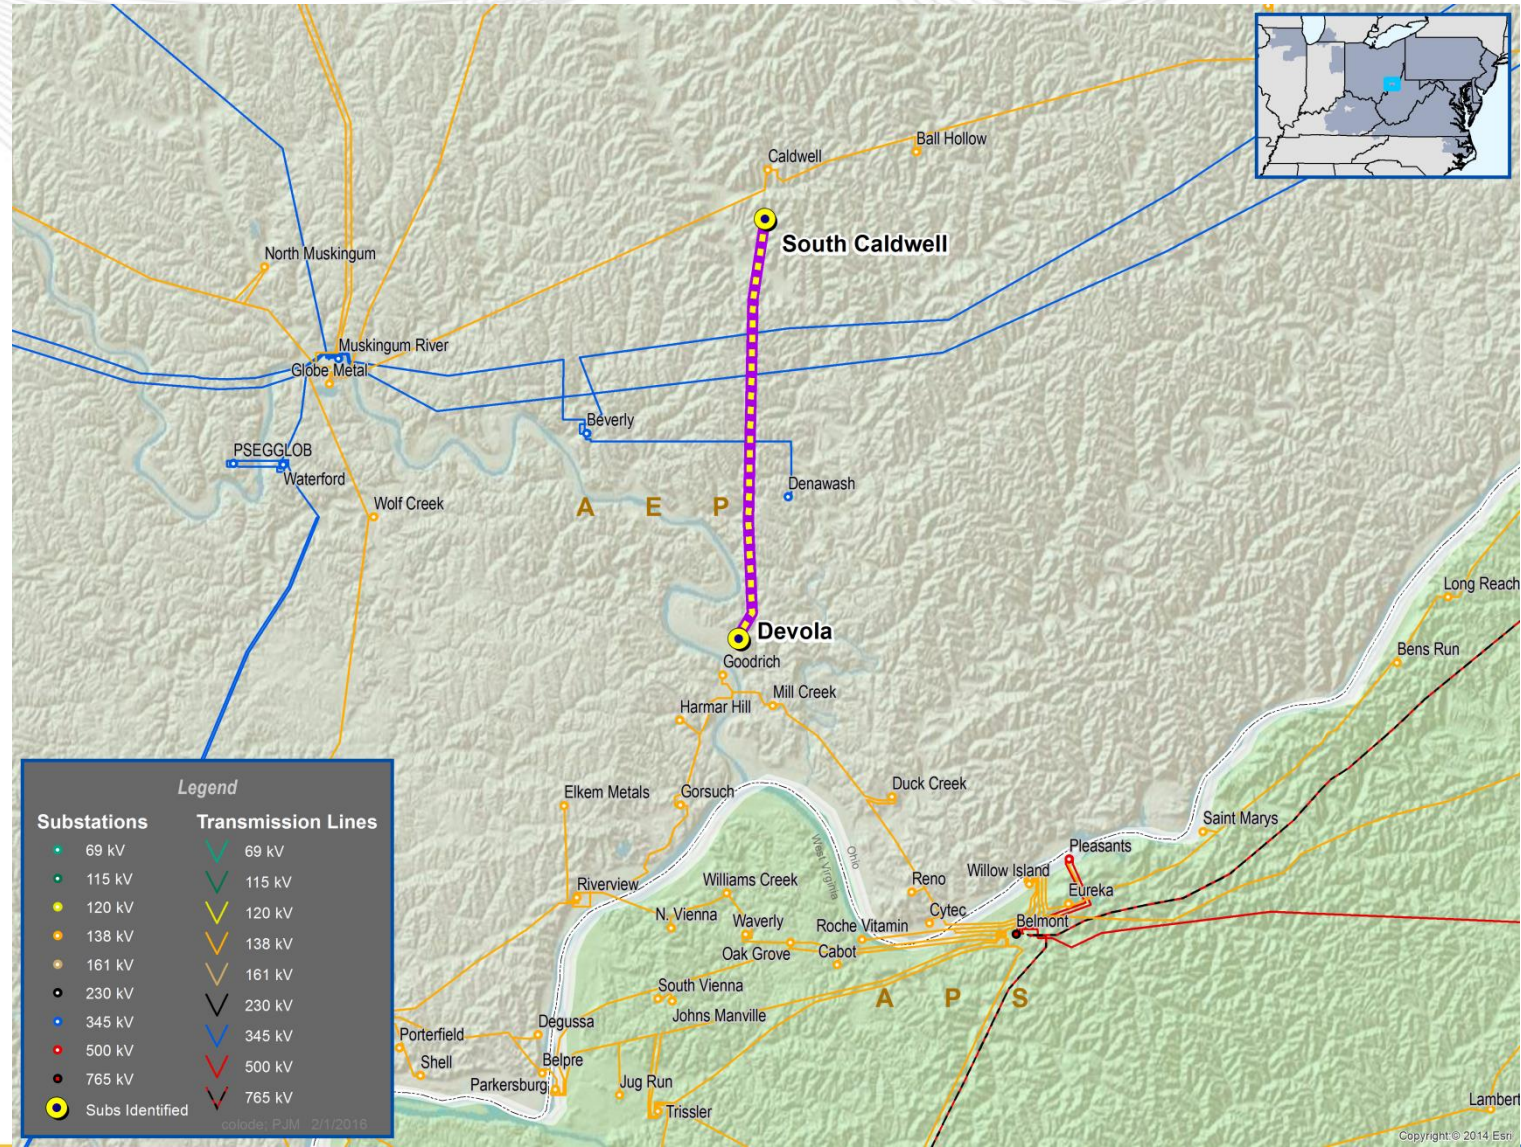 Ball Hollow
Caldwell
South Caldwell
North Muskingum
Muskingum River
Globe Metal
Beverly
PSEGGLOB
Waterford
Denawash
Wolf Creek
A E P
Long Reach
Devola
Bens Run
Goodrich
Mill Creek
Harmar Hill
Duck Creek
Elkem Metals
Gorsuch
Saint Marys
Ohio
West Virginia
Pleasants
Willow Island
Reno
Eureka
Riverview
Williams Creek
N. Vienna
Waverly
Roche Vitamin
Cytec
Belmont
Oak Grove
Cabot
South Vienna
A P S
Johns Manville
Degussa
Porterfield
Shell
Belpre
Parkersburg
Jug Run
Trissler
Lambert
Legend
Substations Transmission Lines
69 kV 69 kV
115 kV 115 kV
120 kV 120 kV
138 kV 138 kV
161 kV 161 kV
230 kV 230 kV
345 kV 345 kV
500 kV 500 kV
765 kV 765 kV
Subs Identified
colode; PJM 2/1/2016
Copyright:© 2014 Esri